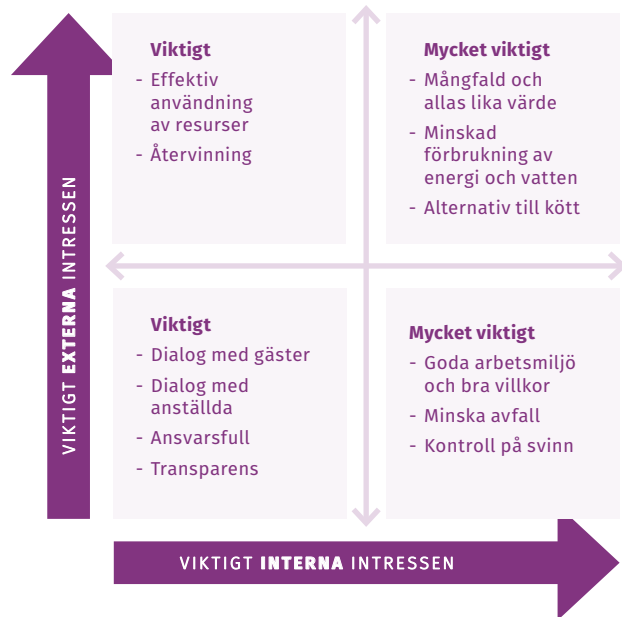 Viktigt
- Effektiv
användning
av resurser
- Återvinning
Mycket viktigt
- Mångfald och
allas lika värde
- Minskad
förbrukning av
energi och vatten
- Alternativ till kött
VIKTIGT EXTERNA INTRESSEN
Viktigt
- Dialog med gäster
- Dialog med
anställda
- Ansvarsfull
- Transparens
Mycket viktigt
- Goda arbetsmiljö
och bra villkor
- Minska avfall
- Kontroll på svinn
VIKTIGT INTERNA INTRESSEN